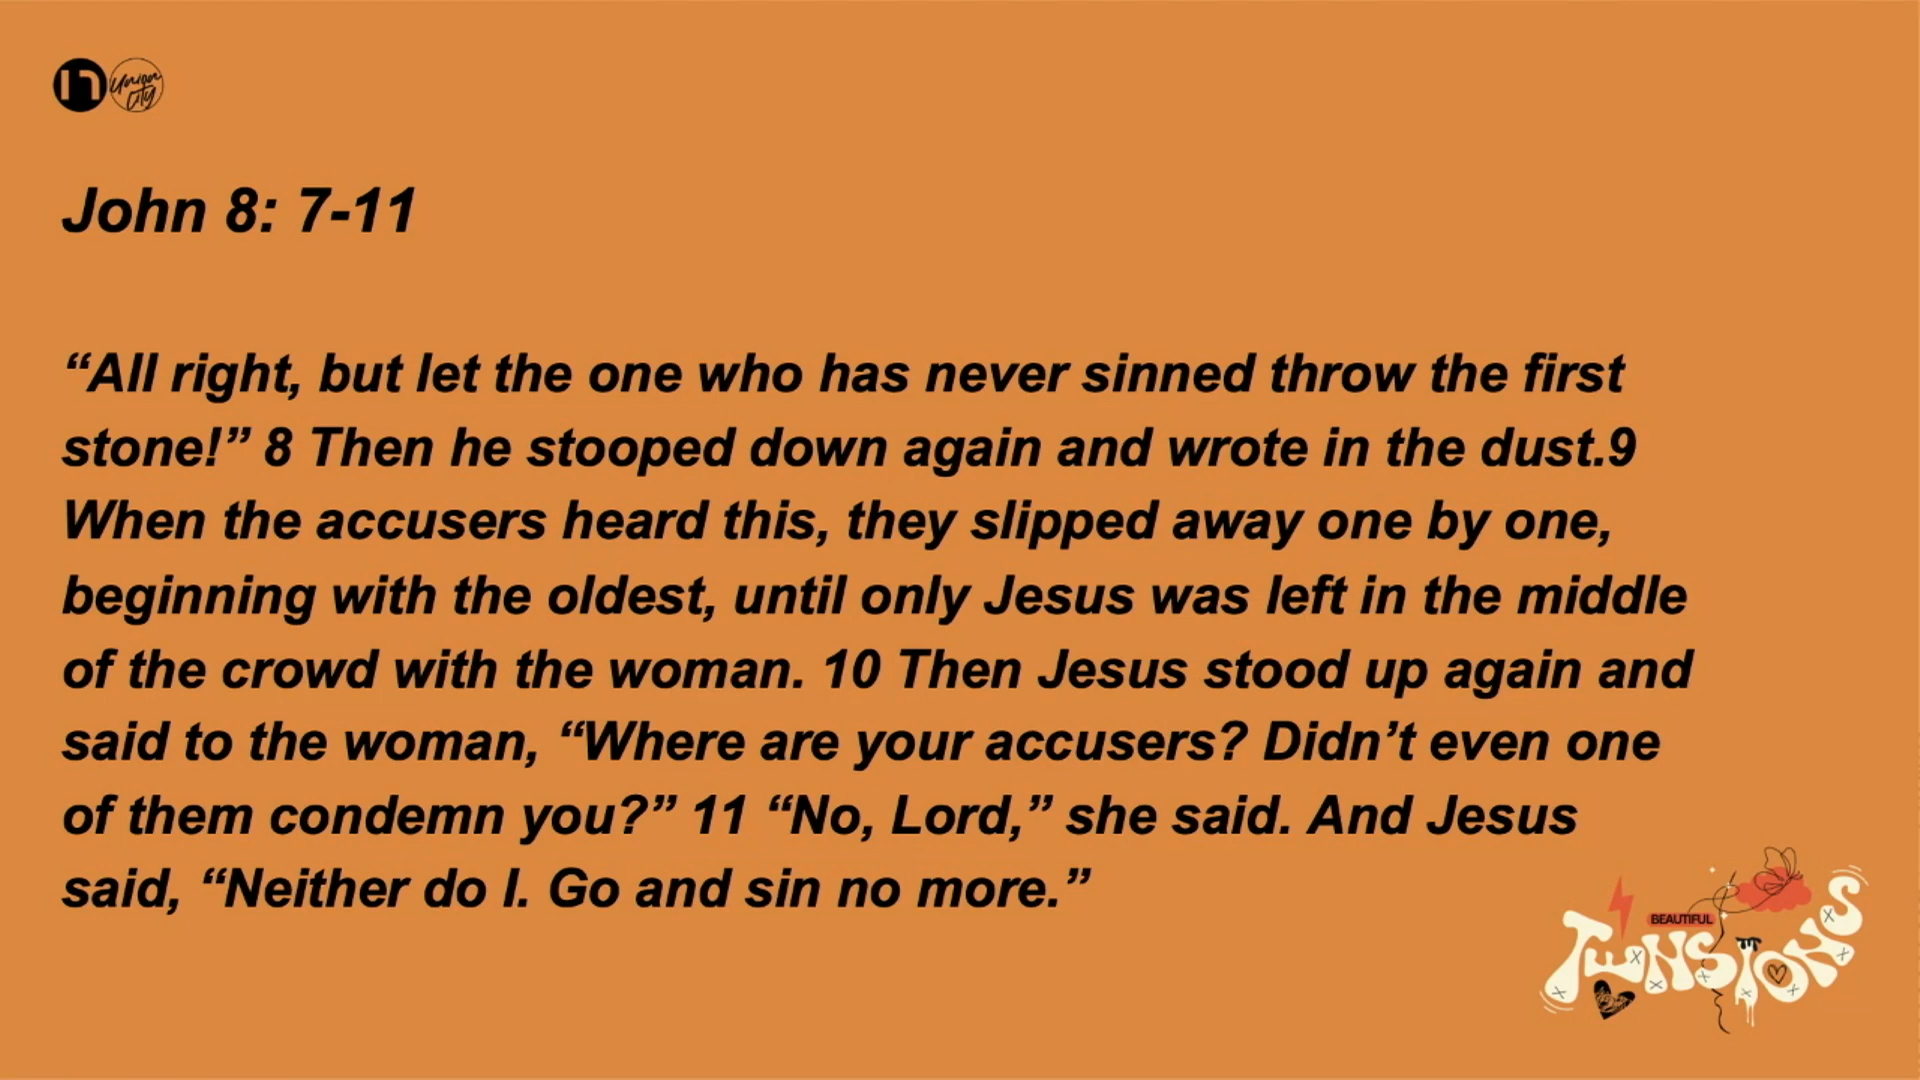 Union
City
John 8: 7-11
“All right, but let the one who has never sinned throw the first
stone!” 8 Then he stooped down again and wrote in the dust.9
When the accusers heard this, they slipped away one by one,
beginning with the oldest, until only Jesus was left in the middle
of the crowd with the woman. 10 Then Jesus stood up again and
said to the woman, “Where are your accusers? Didn’t even one
of them condemn you?” 11 “No, Lord,” she said. And Jesus
said, “Neither do I. Go and sin no more.”
BEAUTIFUL
TENSIONS